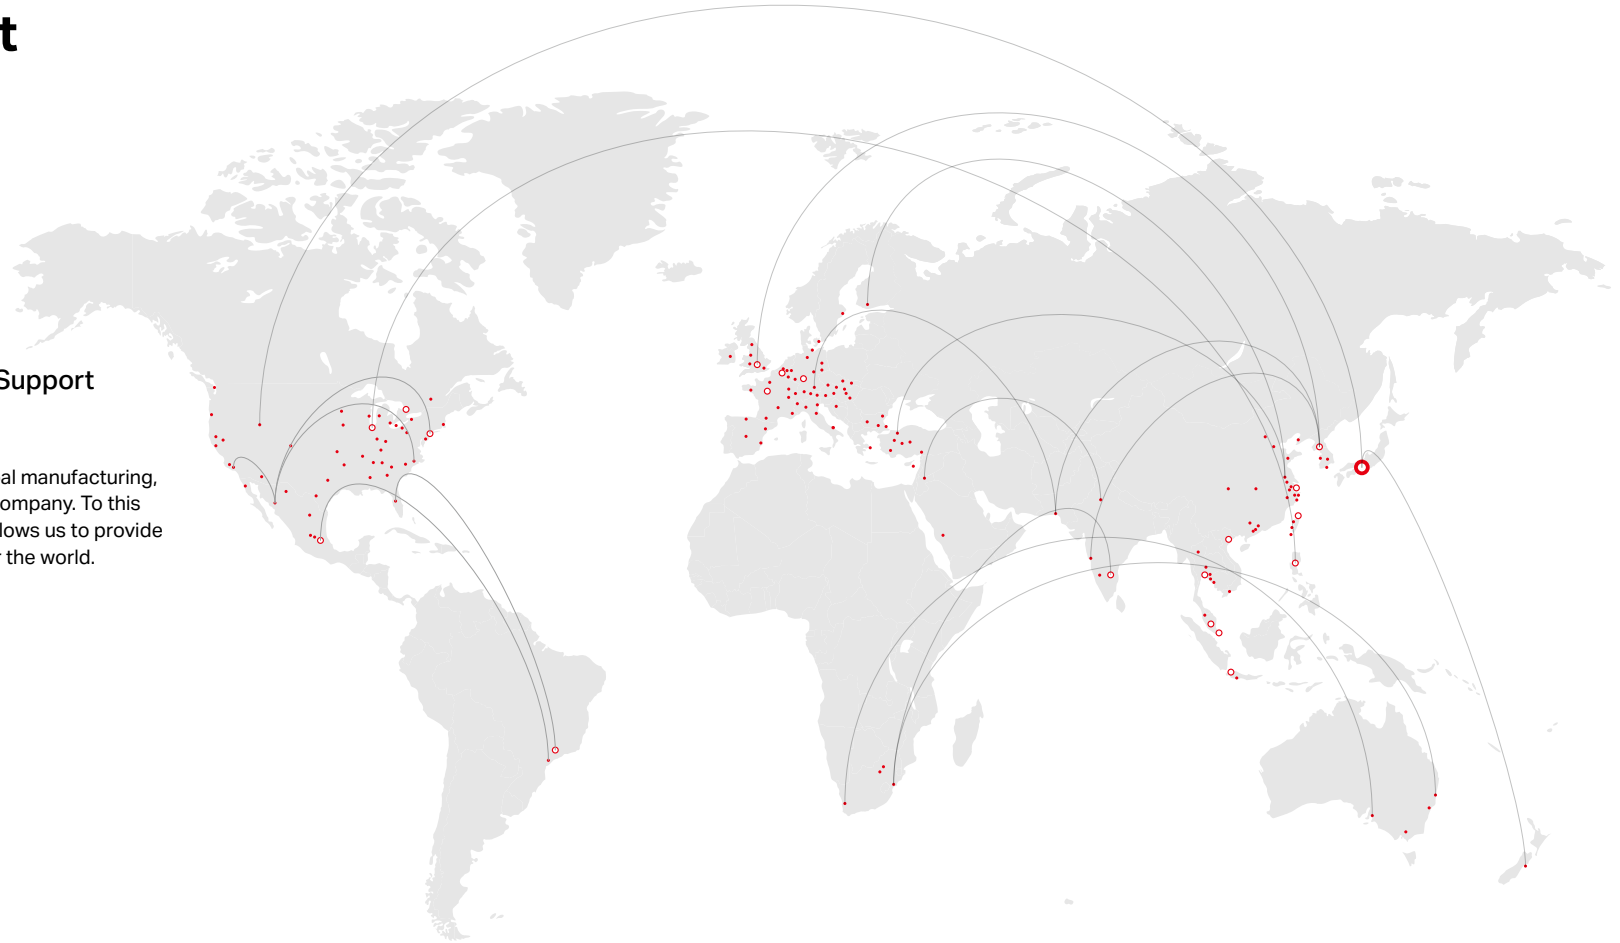 t
Support
al manufacturing,
ompany. To this
lows us to provide
r the world.